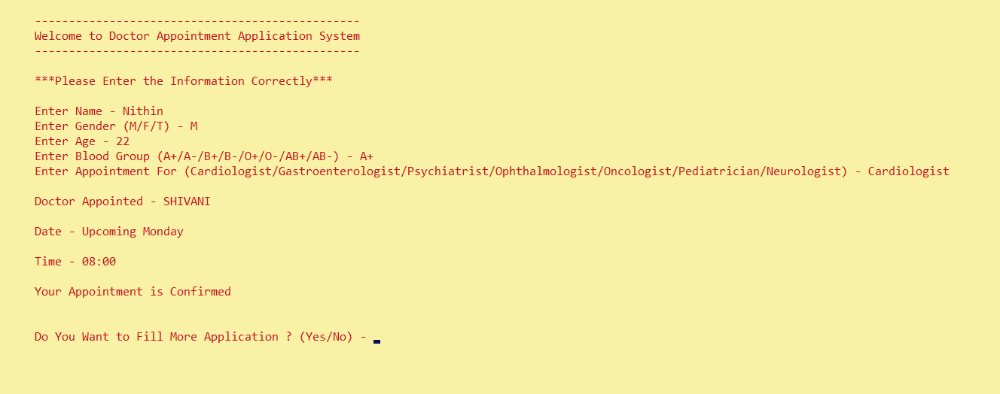 ------------------------------------------------
Welcome to Doctor Appointment Application System
------------------------------------------------
***Please Enter the Information Correctly***
Enter Name - Nithin
Enter Gender (M/F/T) - M
Enter Age - 22
Enter Blood Group (A+/A-/B+/B-/O+/O-/AB+/AB-) - A+
Enter Appointment For (Cardiologist/Gastroenterologist/Psychiatrist/Ophthalmologist/Oncologist/Pediatrician/Neurologist) - Cardiologist
Doctor Appointed - SHIVANI
Date - Upcoming Monday
Time - 08:00
Your Appointment is Confirmed
Do You Want to Fill More Application ? (Yes/No) -